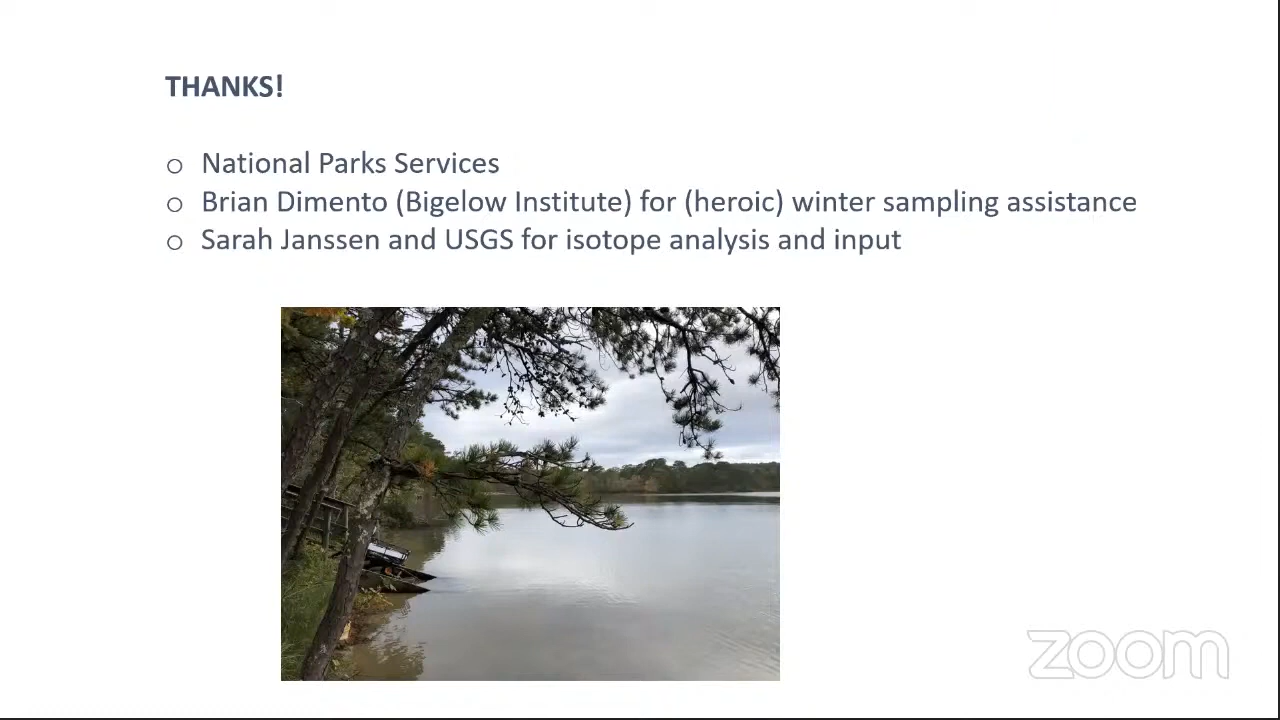 THANKS!
○ National Parks Services
○ Brian Dimento (Bigelow Institute) for (heroic) winter sampling assistance
○ Sarah Janssen and USGS for isotope analysis and input
zoom